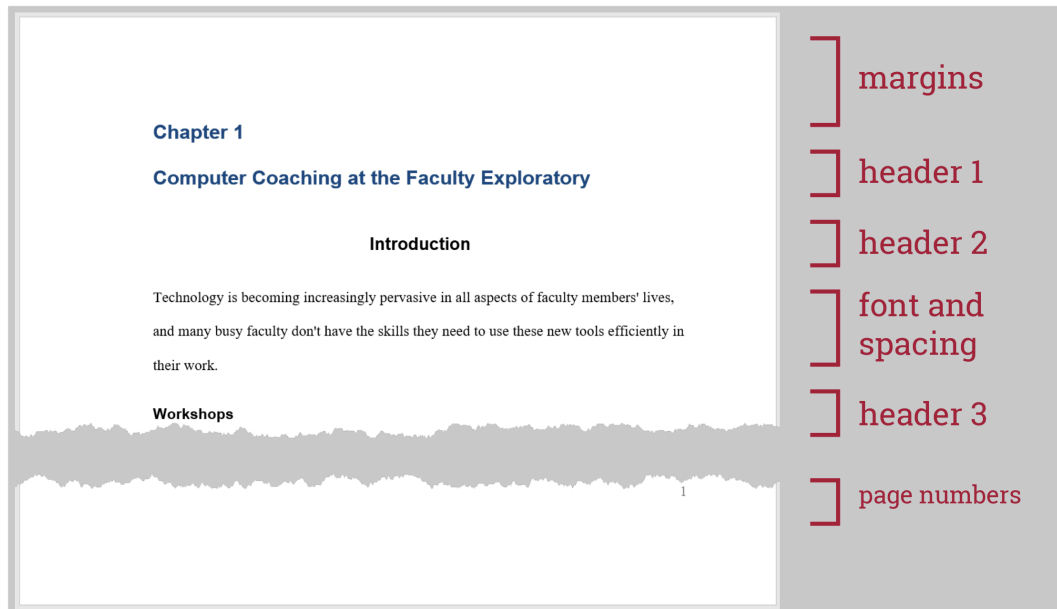 margins
Chapter 1
header 1
Computer Coaching at the Faculty Exploratory
header 2
Introduction
font and
spacing
Technology is becoming increasingly pervasive in all aspects of faculty members' lives,
and many busy faculty don't have the skills they need to use these new tools efficiently in
their work.
header 3
Workshops
page numbers
1